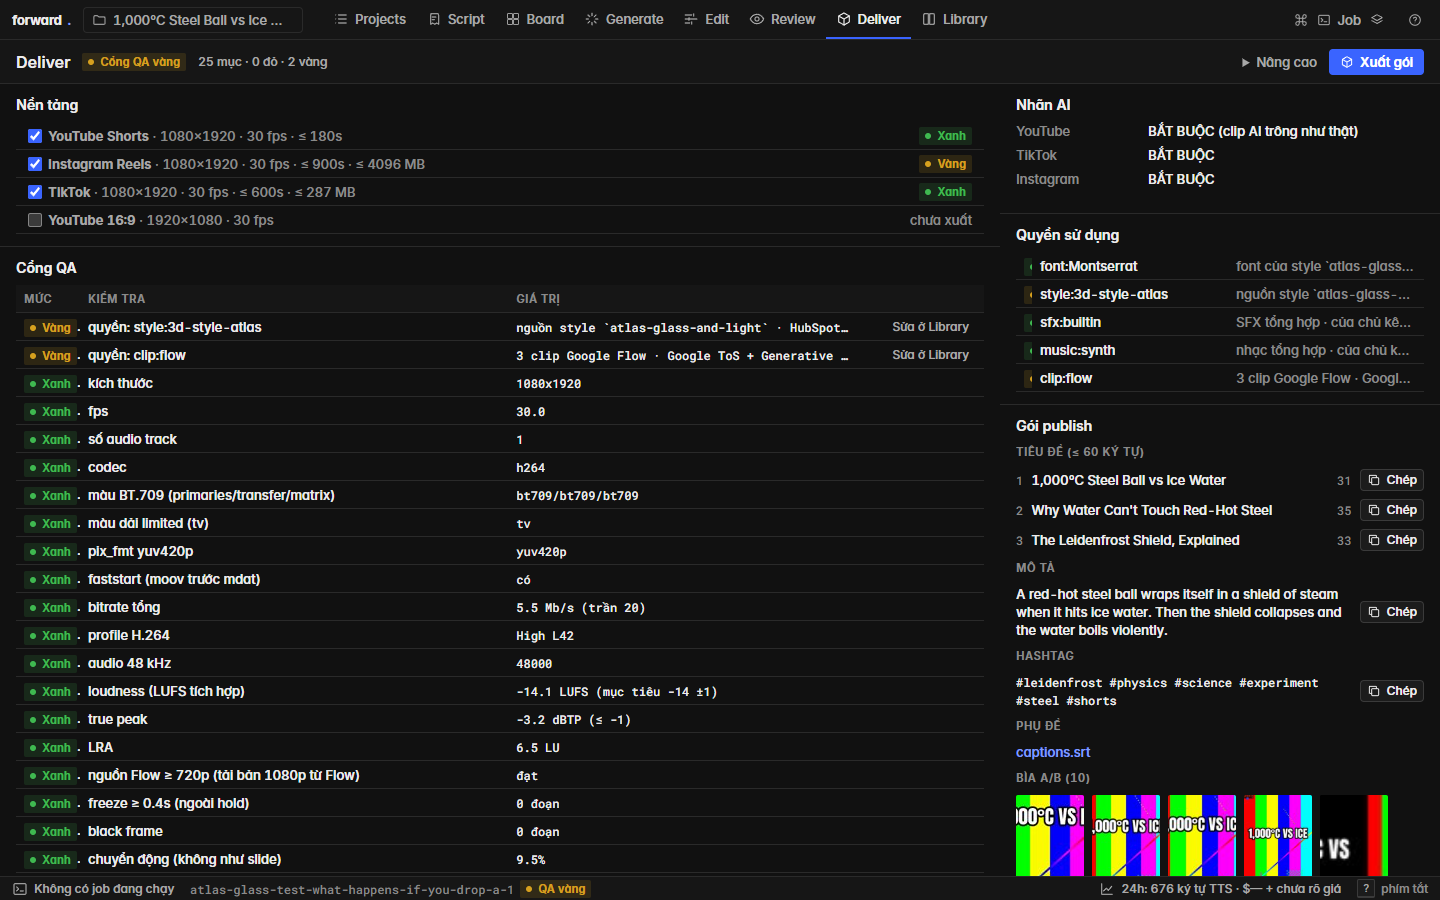 forward .
1,000°C Steel Ball vs Ice ...
Projects
Script
Board
Generate
Edit
Review
Deliver
Library
Job
Deliver
Cổng QA vàng
25 mục · 0 đỏ · 2 vàng
Nâng cao
Xuất gói
Nền tảng
YouTube Shorts · 1080×1920 · 30 fps · ≤ 180s
Xanh
Instagram Reels · 1080×1920 · 30 fps · ≤ 900s · ≤ 4096 MB
Vàng
TikTok · 1080×1920 · 30 fps · ≤ 600s · ≤ 287 MB
Xanh
YouTube 16:9 · 1920×1080 · 30 fps
chưa xuất
Cổng QA
MỨC KIỂM TRA GIÁ TRỊ
Vàng · quyền: style:3d-style-atlas nguồn style `atlas-glass-and-light` · HubSpot… Sửa ở Library
Vàng · quyền: clip:flow 3 clip Google Flow · Google ToS + Generative … Sửa ở Library
Xanh · kích thước 1080x1920
Xanh · fps 30.0
Xanh · số audio track 1
Xanh · codec h264
Xanh · màu BT.709 (primaries/transfer/matrix) bt709/bt709/bt709
Xanh · màu dải limited (tv) tv
Xanh · pix_fmt yuv420p yuv420p
Xanh · faststart (moov trước mdat) có
Xanh · bitrate tổng 5.5 Mb/s (trần 20)
Xanh · profile H.264 High L42
Xanh · audio 48 kHz 48000
Xanh · loudness (LUFS tích hợp) -14.1 LUFS (mục tiêu -14 ±1)
Xanh · true peak -3.2 dBTP (≤ -1)
Xanh · LRA 6.5 LU
Xanh · nguồn Flow ≥ 720p (tải bản 1080p từ Flow) đạt
Xanh · freeze ≥ 0.4s (ngoài hold) 0 đoạn
Xanh · black frame 0 đoạn
Xanh · chuyển động (không như slide) 9.5%
Nhãn AI
YouTube BẮT BUỘC (clip AI trông như thật)
TikTok BẮT BUỘC
Instagram BẮT BUỘC
Quyền sử dụng
font:Montserrat font của style `atlas-glass…
style:3d-style-atlas nguồn style `atlas-glass-…
sfx:builtin SFX tổng hợp · của chủ kê…
music:synth nhạc tổng hợp · của chủ k…
clip:flow 3 clip Google Flow · Googl…
Gói publish
TIÊU ĐỀ (≤ 60 KÝ TỰ)
1 1,000°C Steel Ball vs Ice Water 31 Chép
2 Why Water Can't Touch Red-Hot Steel 35 Chép
3 The Leidenfrost Shield, Explained 33 Chép
MÔ TẢ
A red-hot steel ball wraps itself in a shield of steam
when it hits ice water. Then the shield collapses and
the water boils violently.
Chép
HASHTAG
#leidenfrost #physics #science #experiment
#steel #shorts
Chép
PHỤ ĐỀ
captions.srt
BÌA A/B (10)
000°C VS I
,000°C VS IC
,000°C VS IC
1,000°C VS ICE
C VS
Không có job đang chạy
atlas-glass-test-what-happens-if-you-drop-a-1
QA vàng
24h: 676 ký tự TTS · $— + chưa rõ giá
? phím tắt